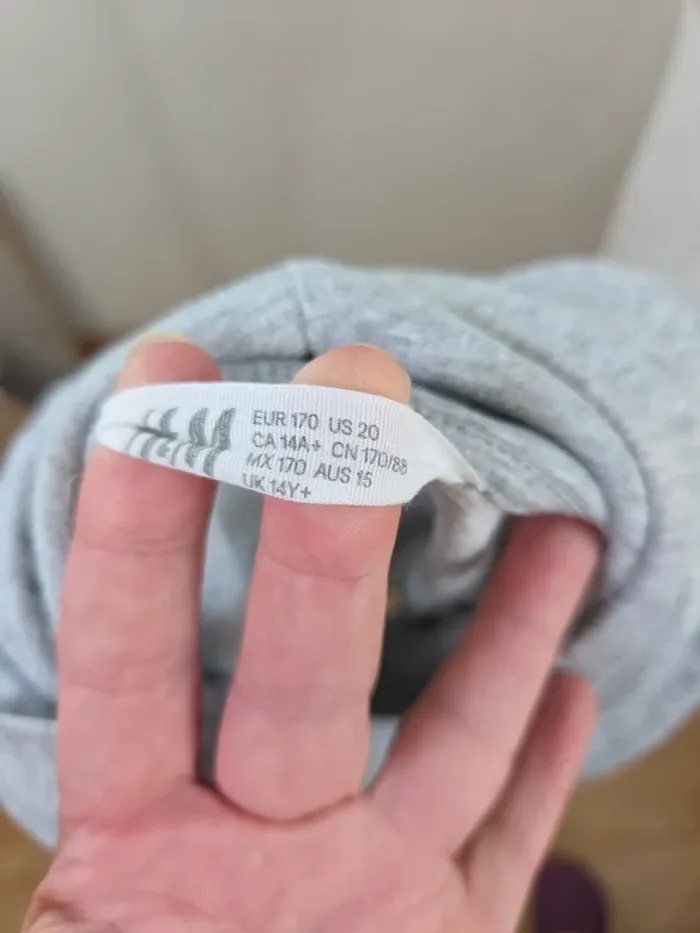 EUR 170 US 20
CA 14A+ CN 170/88
MX 170 AUS 15
UK 14Y+